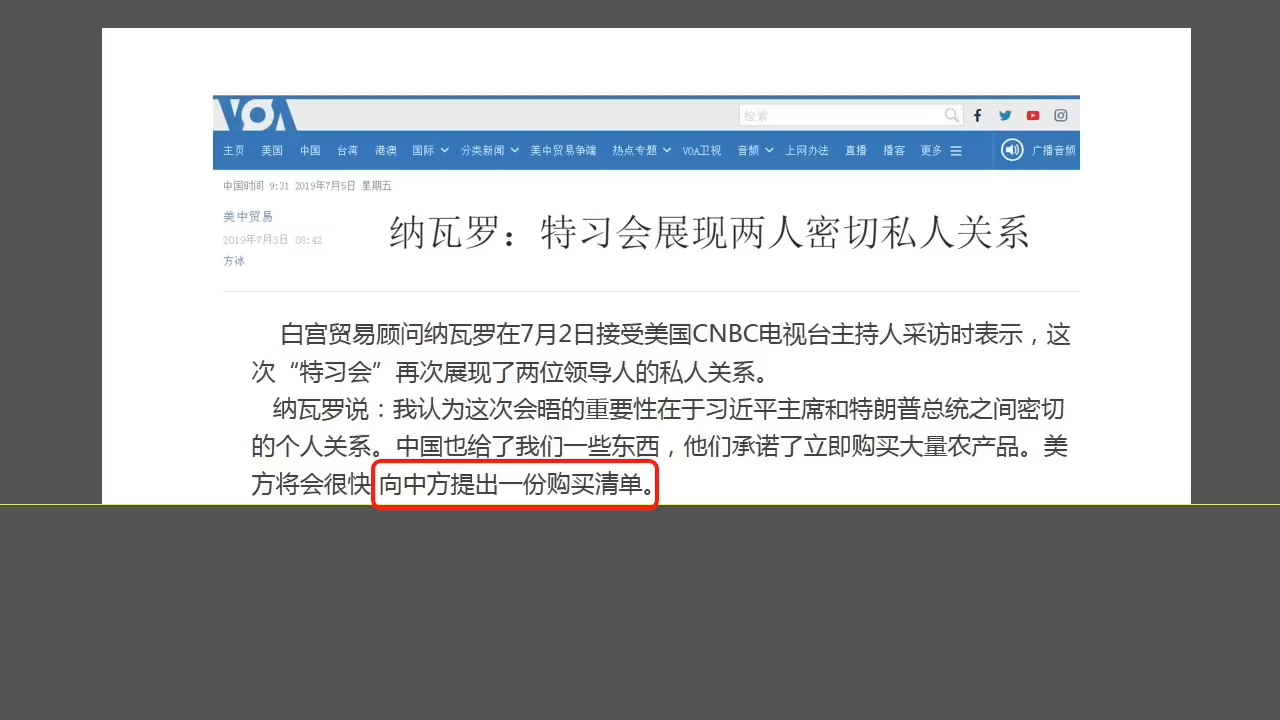 VOA
检索
主页 美国 中国 台湾 港澳 国际 分类新闻 美中贸易争端 热点专题 VOA卫视 音频 上网办法 直播 播客 更多 广播音频
中国时间 9:31 2019年7月5日 星期五
美中贸易
纳瓦罗：特习会展现两人密切私人关系
2019年7月3日 08:42
方冰
白宫贸易顾问纳瓦罗在7月2日接受美国CNBC电视台主持人采访时表示，这
次“特习会”再次展现了两位领导人的私人关系。
纳瓦罗说：我认为这次会晤的重要性在于习近平主席和特朗普总统之间密切
的个人关系。中国也给了我们一些东西，他们承诺了立即购买大量农产品。美
方将会很快向中方提出一份购买清单。